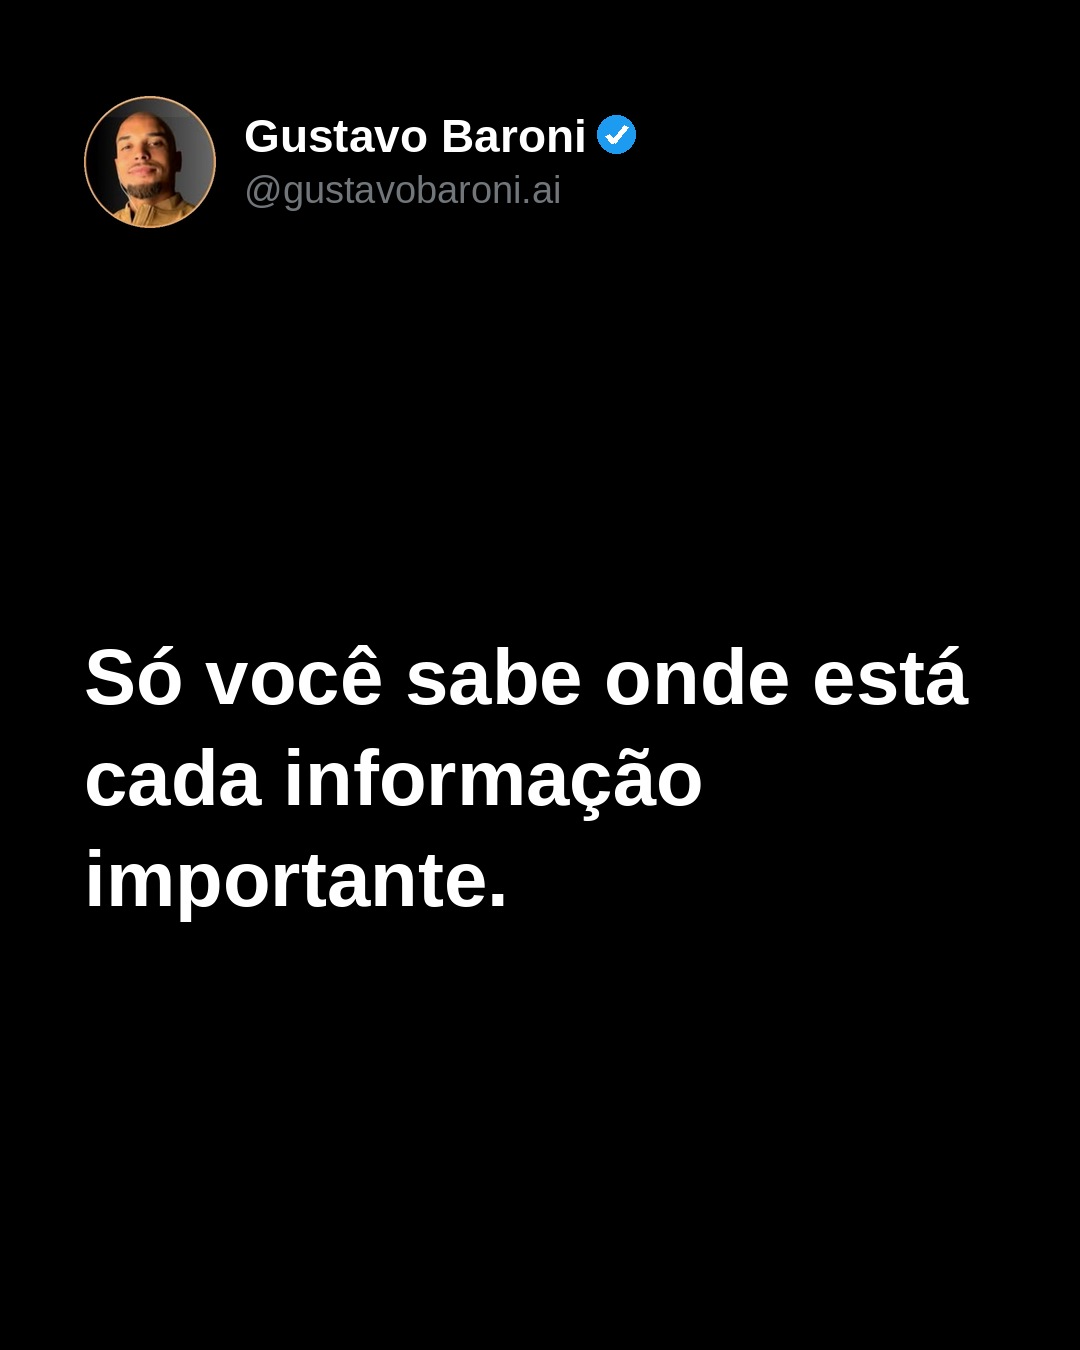 Gustavo Baroni
@gustavobaroni.ai
Só você sabe onde está
cada informação
importante.